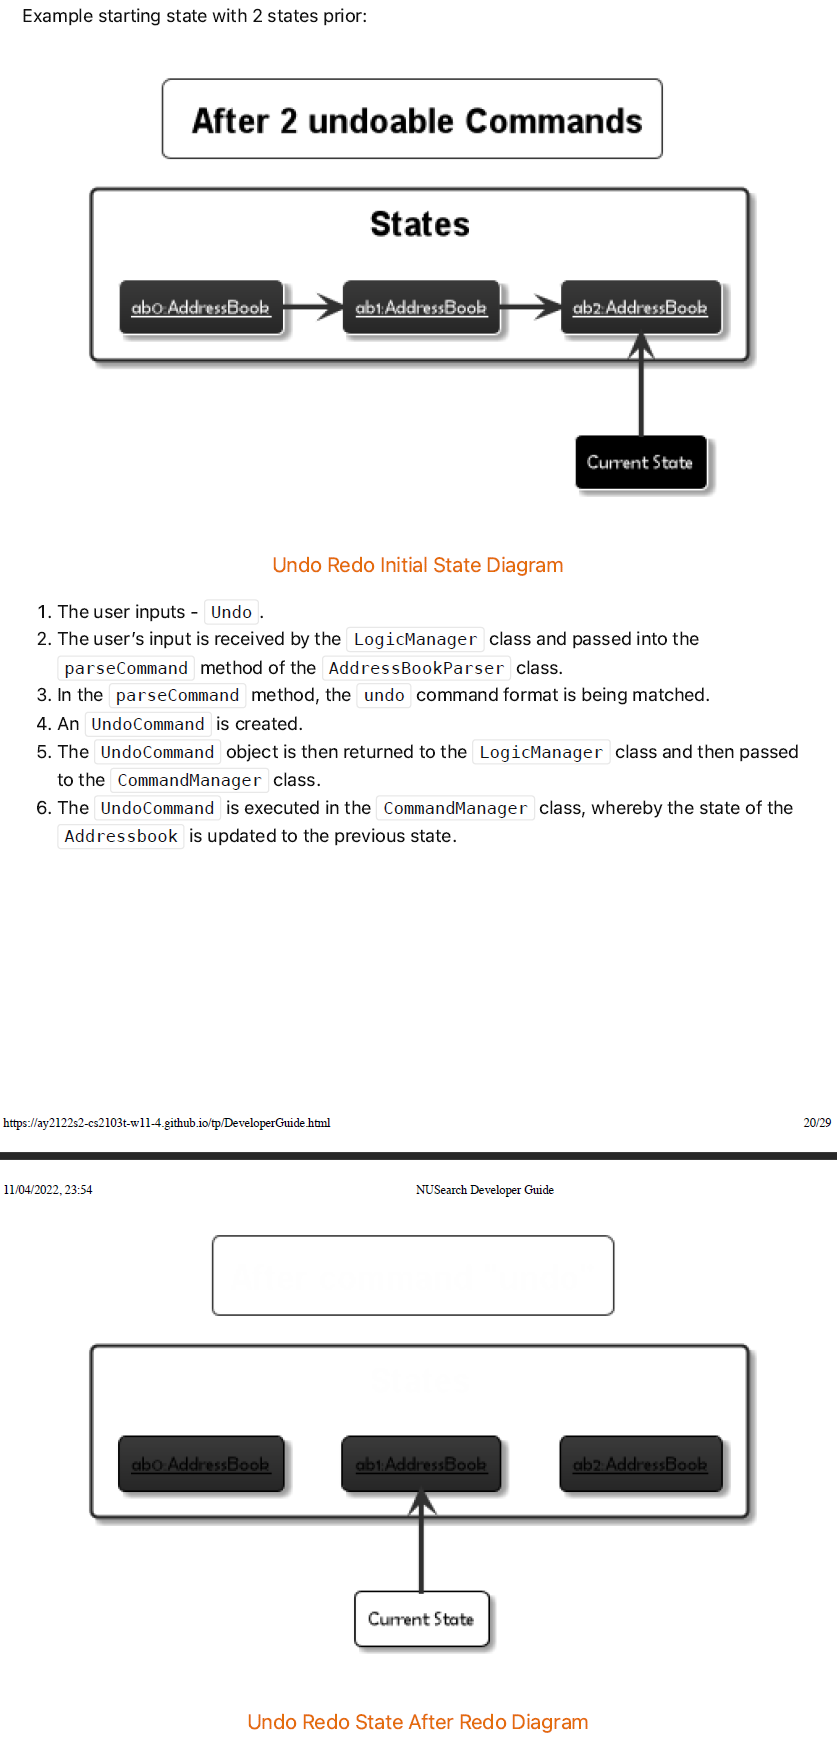 Example starting state with 2 states prior:
After 2 undoable Commands
States
ab0:AddressBook
ab1:AddressBook
ab2:AddressBook
Current State
Undo Redo Initial State Diagram
1. The user inputs - Undo.
2. The user's input is received by the LogicManager class and passed into the
parseCommand method of the AddressBookParser class.
3. In the parseCommand method, the undo command format is being matched.
4. An UndoCommand is created.
5. The UndoCommand object is then returned to the LogicManager class and then passed
to the CommandManager class.
6. The UndoCommand is executed in the CommandManager class, whereby the state of the
Addressbook is updated to the previous state.
https://ay2122s2-cs2103t-w11-4.github.io/tp/DeveloperGuide.html
20/29
11/04/2022, 23:54
NUSearch Developer Guide
ab0:AddressBook
ab1:AddressBook
ab2:AddressBook
Current State
Undo Redo State After Redo Diagram